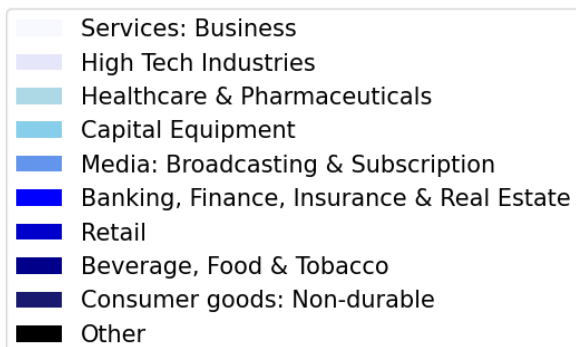 Services: Business
High Tech Industries
Healthcare & Pharmaceuticals
Capital Equipment
Media: Broadcasting & Subscription
Banking, Finance, Insurance & Real Estate
Retail
Beverage, Food & Tobacco
Consumer goods: Non-durable
Other